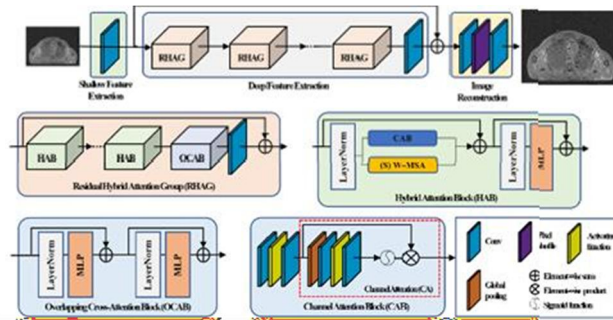 RHAG
RHAG
RHAG
Shallow Feature
Extraction
Deep Feature Extraction
Image
Reconstruction
HAB
HAB
OCAB
Residual Hybrid Attention Group (RHAG)
LayerNorm
CAB
(S) W-MSA
LayerNorm
MLP
Hybrid Attention Block (HAB)
LayerNorm
MLP
LayerNorm
MLP
Overlapping Cross-Attention Block (OCAB)
Channel Attention (CA)
Channel Attention Block (CAB)
Conv
Global
pooling
Element-wise sum
Element-wise product
Sigmoid function